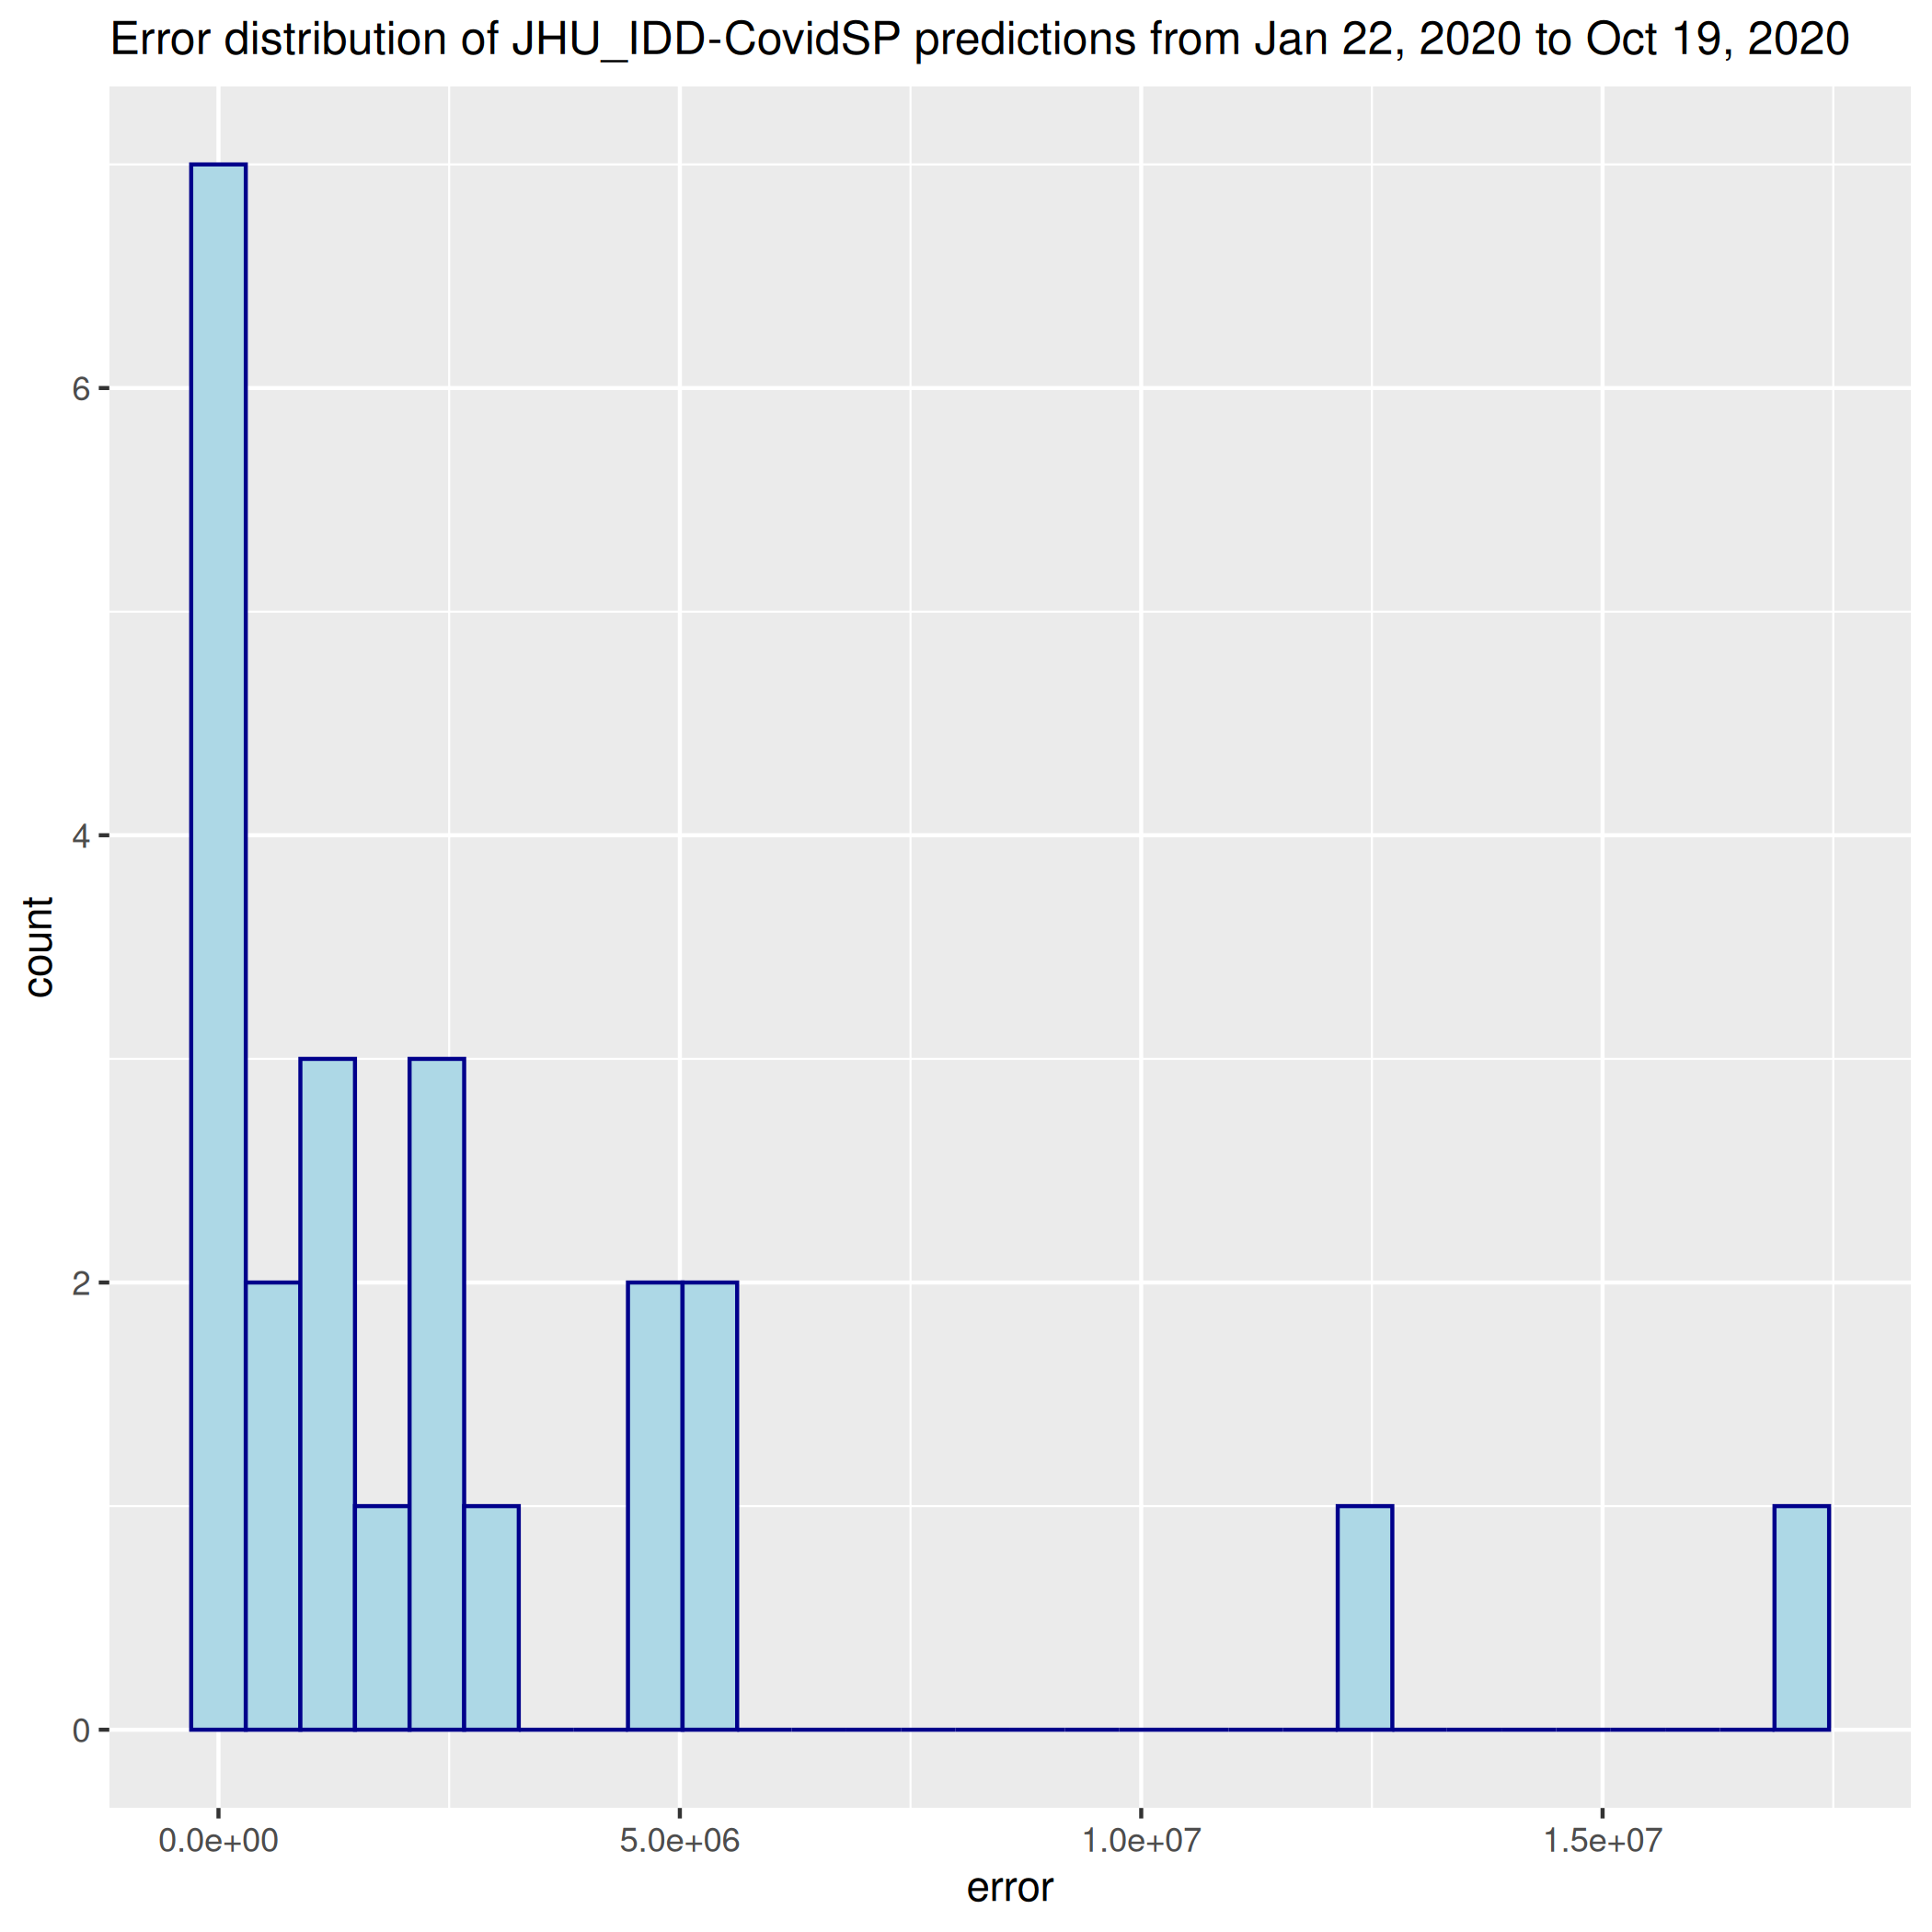 Error distribution of JHU_IDD-CovidSP predictions from Jan 22, 2020 to Oct 19, 2020
6
4
2
0
count
0.0e+00 5.0e+06 1.0e+07 1.5e+07
error